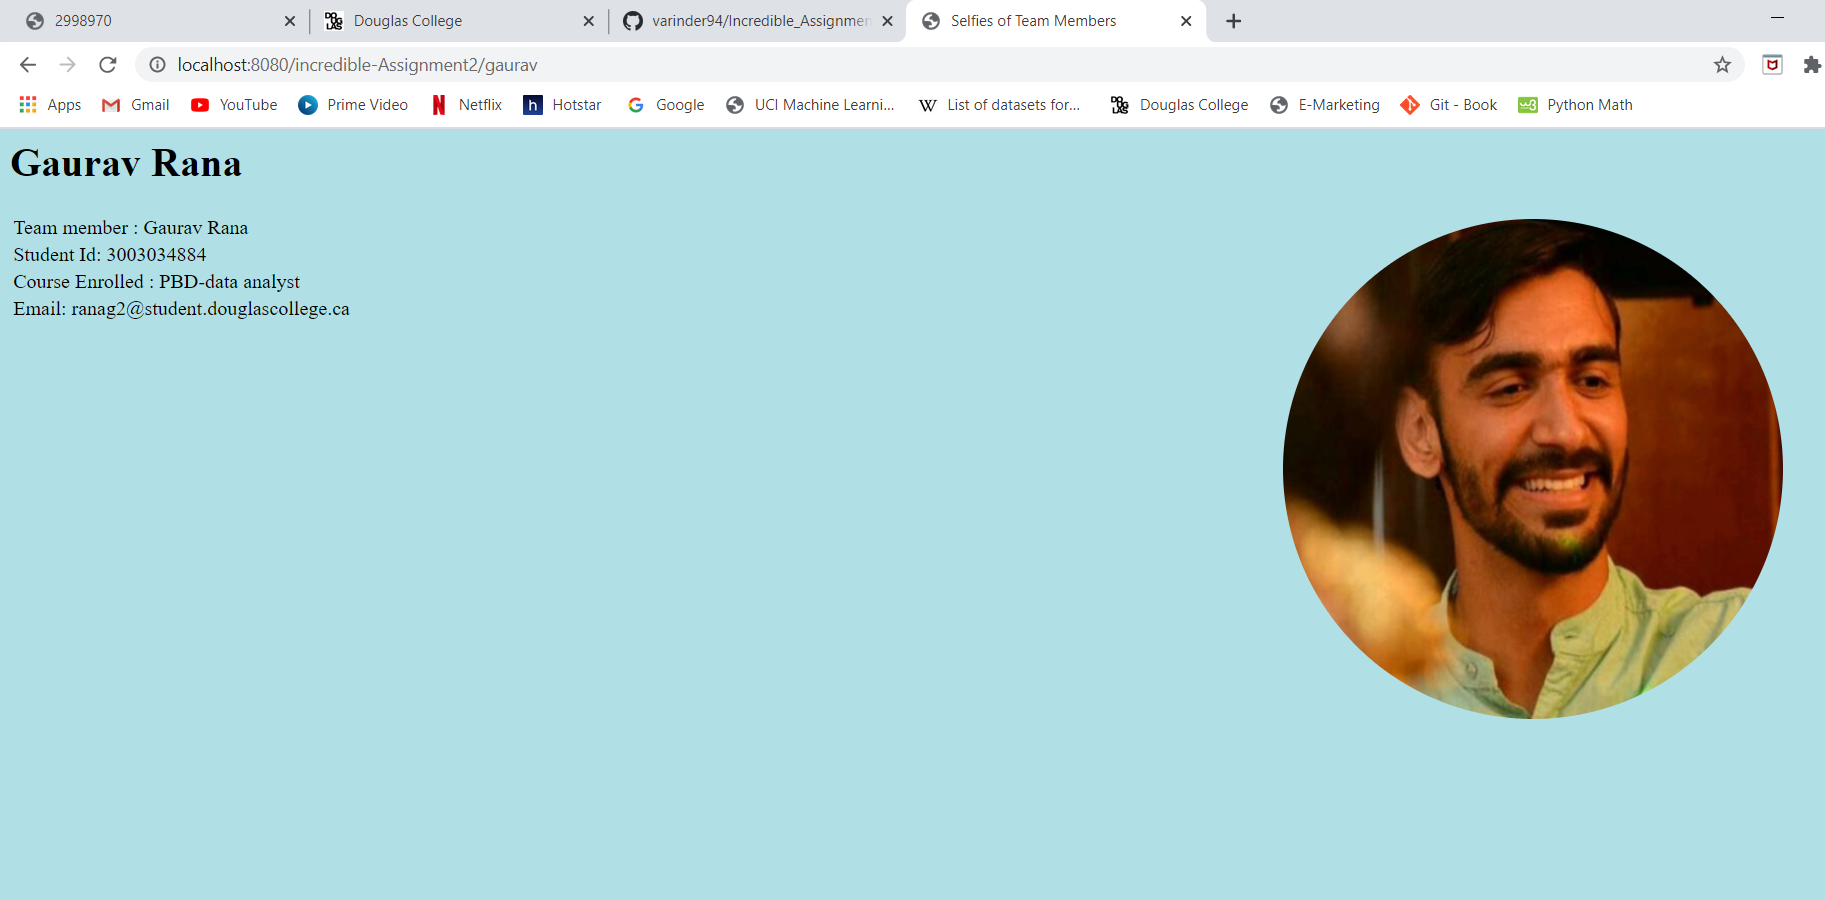 2998970
Douglas College
varinder94/Incredible_Assignmen
Selfies of Team Members
localhost:8080/incredible-Assignment2/gaurav
Apps
Gmail
YouTube
Prime Video
Netflix
h
Hotstar
G
Google
UCI Machine Learni...
W
List of datasets for...
Douglas College
E-Marketing
Git - Book
w3
Python Math
Gaurav Rana
Team member : Gaurav Rana
Student Id: 3003034884
Course Enrolled : PBD-data analyst
Email: ranag2@student.douglascollege.ca